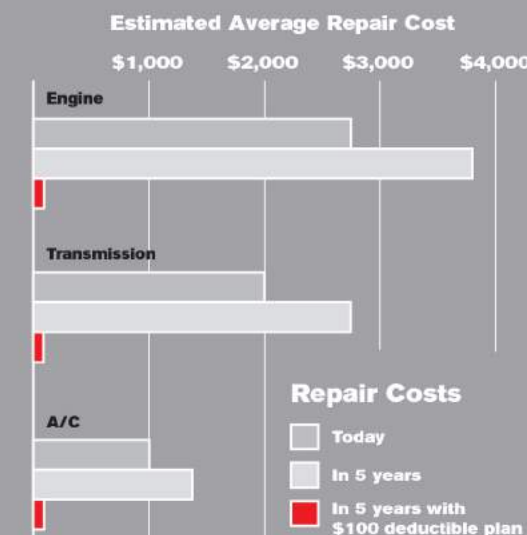 Estimated Average Repair Cost
$1,000 $2,000 $3,000 $4,000
Engine
Transmission
A/C
Repair Costs
Today
In 5 years
In 5 years with
$100 deductible plan